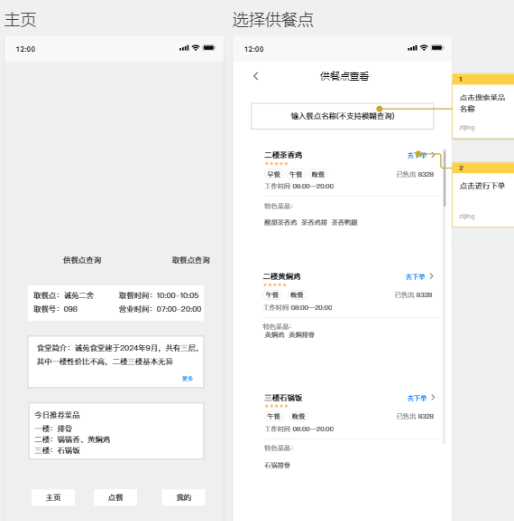 主页
选择供餐点
12:00
供餐点查询
取餐点查询
取餐点：诚苑二舍
取餐时间：10:00-10:05
取餐号：098
营业时间：07:00-20:00
食堂简介：诚苑食堂建于2024年9月，共有三层，
其中一楼性价比不高、二楼三楼基本无异
更多
今日推荐菜品
一楼：排骨
二楼：锅锅香、黄焖鸡
三楼：石锅饭
主页
点餐
我的
12:00
供餐点查看
输入餐点名称(不支持模糊查询)
二楼茶香鸡
去下单
早餐 午餐 晚餐
已售出 8328
工作时间 08:00—20:00
特色菜品：
酸甜茶香鸡 茶香鸡翅 茶香鸭腿
二楼黄焖鸡
去下单
午餐 晚餐
已售出 8328
工作时间 08:00—20:00
特色菜品：
黄焖鸡 黄焖排骨
三楼石锅饭
去下单
午餐 晚餐
已售出 8328
工作时间 08:00—20:00
特色菜品：
石锅排骨
1
点击搜索菜品
名称
zijing
2
点击进行下单
zijing